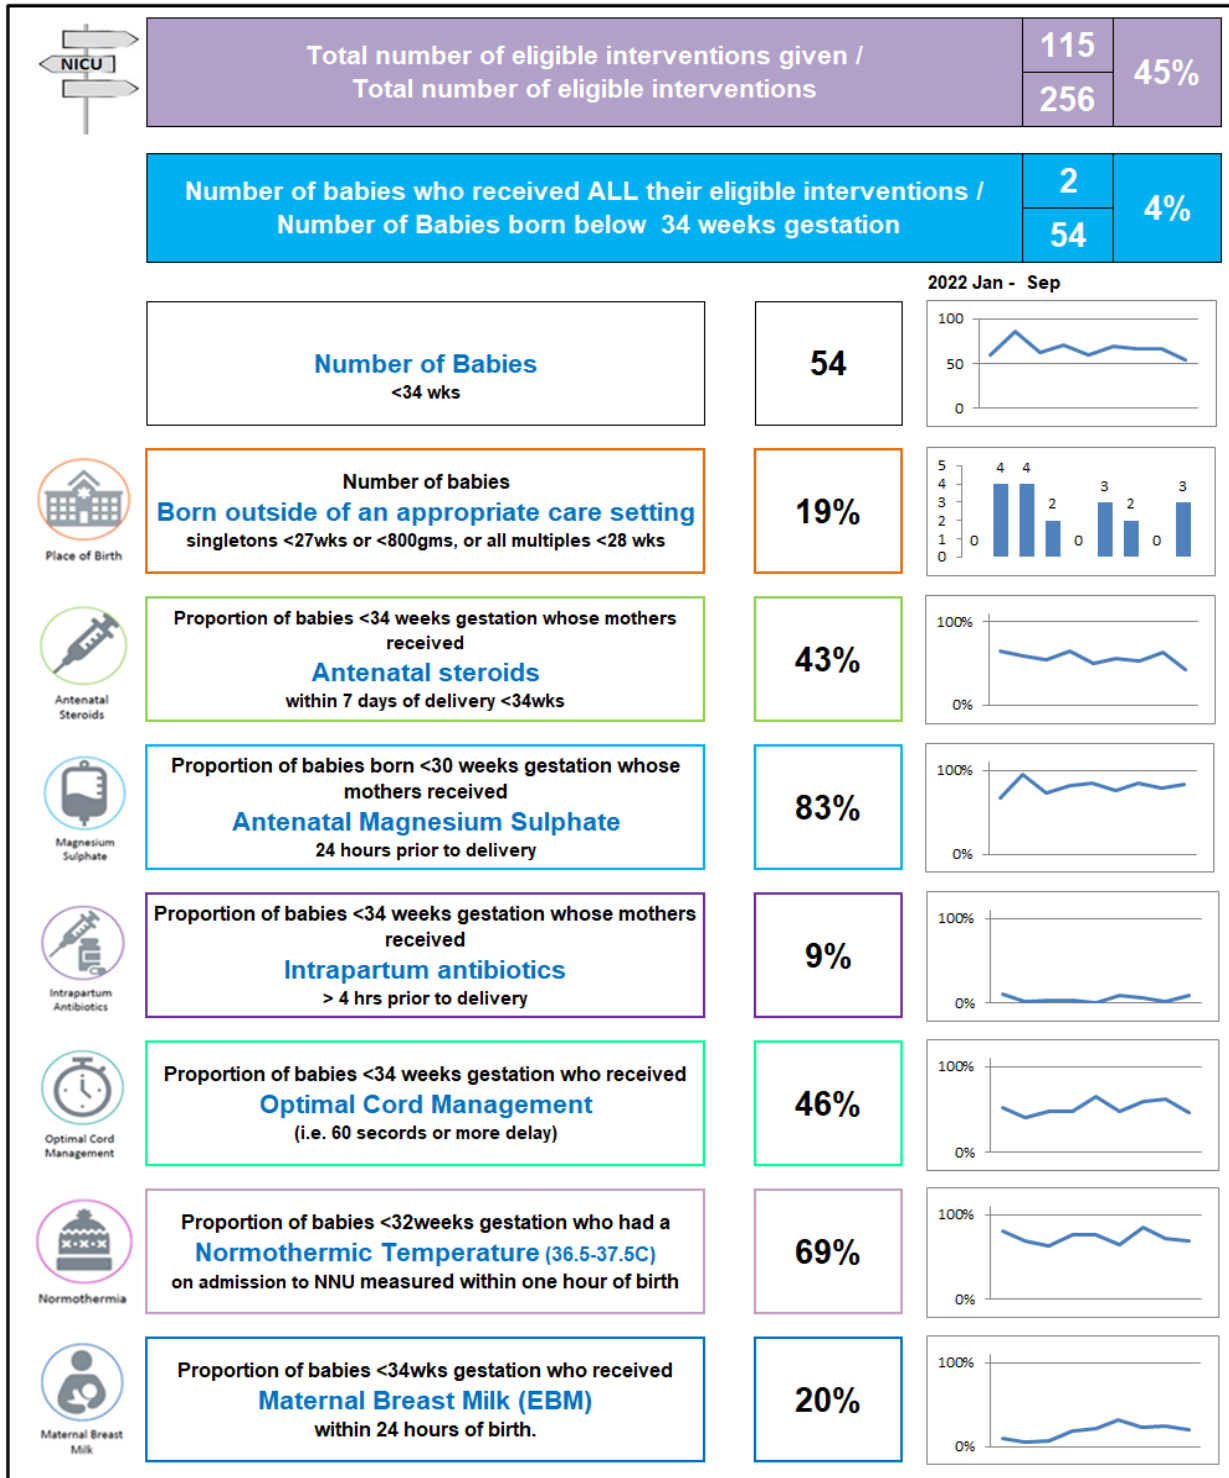 NICU
Total number of eligible interventions given /
Total number of eligible interventions
115
256
45%
Number of babies who received ALL their eligible interventions /
Number of Babies born below  34 weeks gestation
2
54
4%
2022 Jan -  Sep
Number of Babies
<34 wks
54
100
50
0
Place of Birth
Number of babies
Born outside of an appropriate care setting
singletons <27wks or <800gms, or all multiples <28 wks
19%
5
4
3
2
1
0
0
4
4
2
0
3
2
0
3
Antenatal
Steroids
Proportion of babies <34 weeks gestation whose mothers
received
Antenatal steroids
within 7 days of delivery <34wks
43%
100%
0%
Magnesium
Sulphate
Proportion of babies born <30 weeks gestation whose
mothers received
Antenatal Magnesium Sulphate
24 hours prior to delivery
83%
100%
0%
Intrapartum
Antibiotics
Proportion of babies <34 weeks gestation whose mothers
received
Intrapartum antibiotics
> 4 hrs prior to delivery
9%
100%
0%
Optimal Cord
Management
Proportion of babies <34 weeks gestation who received
Optimal Cord Management
(i.e. 60 seconds or more delay)
46%
100%
0%
Normothermia
Proportion of babies <32weeks gestation who had a
Normothermic Temperature (36.5-37.5C)
on admission to NNU measured within one hour of birth
69%
100%
0%
Maternal Breast
Milk
Proportion of babies <34wks gestation who received
Maternal Breast Milk (EBM)
within 24 hours of birth.
20%
100%
0%